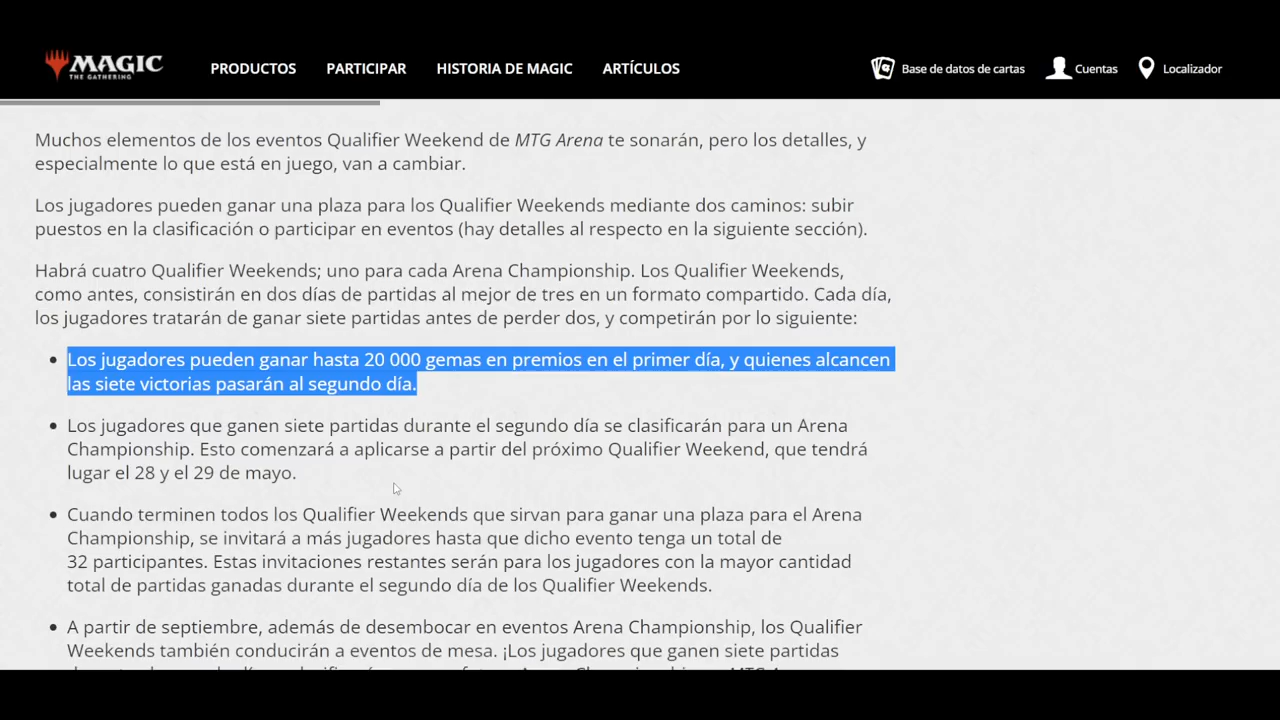 MAGIC
THE GATHERING
PRODUCTOS PARTICIPAR HISTORIA DE MAGIC ARTÍCULOS Base de datos de cartas Cuentas Localizador
Muchos elementos de los eventos Qualifier Weekend de MTG Arena te sonarán, pero los detalles, y
especialmente lo que está en juego, van a cambiar.
Los jugadores pueden ganar una plaza para los Qualifier Weekends mediante dos caminos: subir
puestos en la clasificación o participar en eventos (hay detalles al respecto en la siguiente sección).
Habrá cuatro Qualifier Weekends; uno para cada Arena Championship. Los Qualifier Weekends,
como antes, consistirán en dos días de partidas al mejor de tres en un formato compartido. Cada día,
los jugadores tratarán de ganar siete partidas antes de perder dos, y competirán por lo siguiente:
• Los jugadores pueden ganar hasta 20 000 gemas en premios en el primer día, y quienes alcancen
las siete victorias pasarán al segundo día.
• Los jugadores que ganen siete partidas durante el segundo día se clasificarán para un Arena
Championship. Esto comenzará a aplicarse a partir del próximo Qualifier Weekend, que tendrá
lugar el 28 y el 29 de mayo.
• Cuando terminen todos los Qualifier Weekends que sirvan para ganar una plaza para el Arena
Championship, se invitará a más jugadores hasta que dicho evento tenga un total de
32 participantes. Estas invitaciones restantes serán para los jugadores con la mayor cantidad
total de partidas ganadas durante el segundo día de los Qualifier Weekends.
• A partir de septiembre, además de desembocar en eventos Arena Championship, los Qualifier
Weekends también conducirán a eventos de mesa. ¡Los jugadores que ganen siete partidas